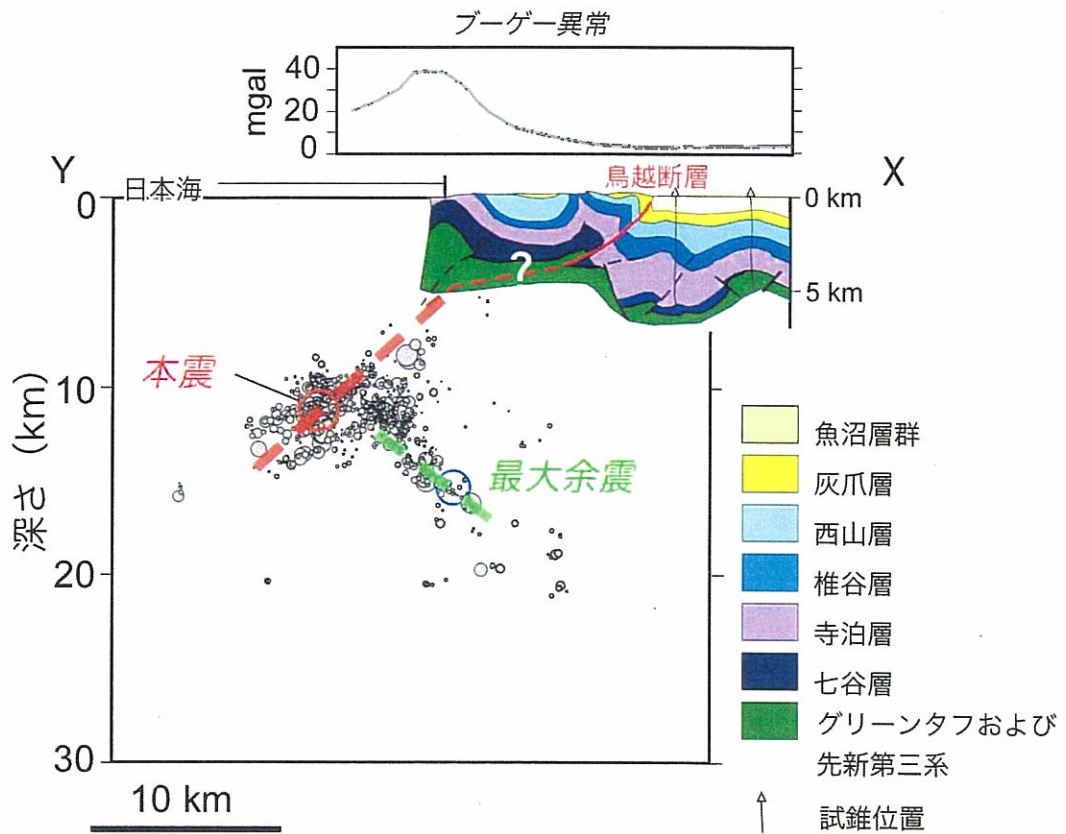 ブーゲー異常
mgal
40
20
0
Y
X
日本海
鳥越断層
0
0 km
?
5 km
本震
10
深さ (km)
最大余震
20
30
10 km
魚沼層群
灰爪層
西山層
椎谷層
寺泊層
七谷層
グリーンタフおよび
先新第三系
試錐位置